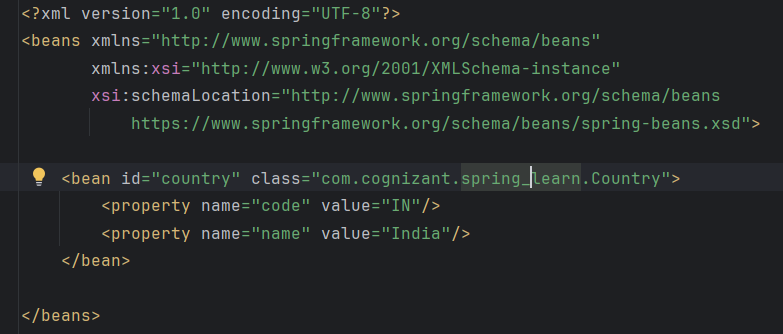 <?xml version="1.0" encoding="UTF-8"?>
<beans xmlns="http://www.springframework.org/schema/beans"
xmlns:xsi="http://www.w3.org/2001/XMLSchema-instance"
xsi:schemaLocation="http://www.springframework.org/schema/beans
https://www.springframework.org/schema/beans/spring-beans.xsd">
<bean id="country" class="com.cognizant.spring_learn.Country">
<property name="code" value="IN"/>
<property name="name" value="India"/>
</bean>
</beans>